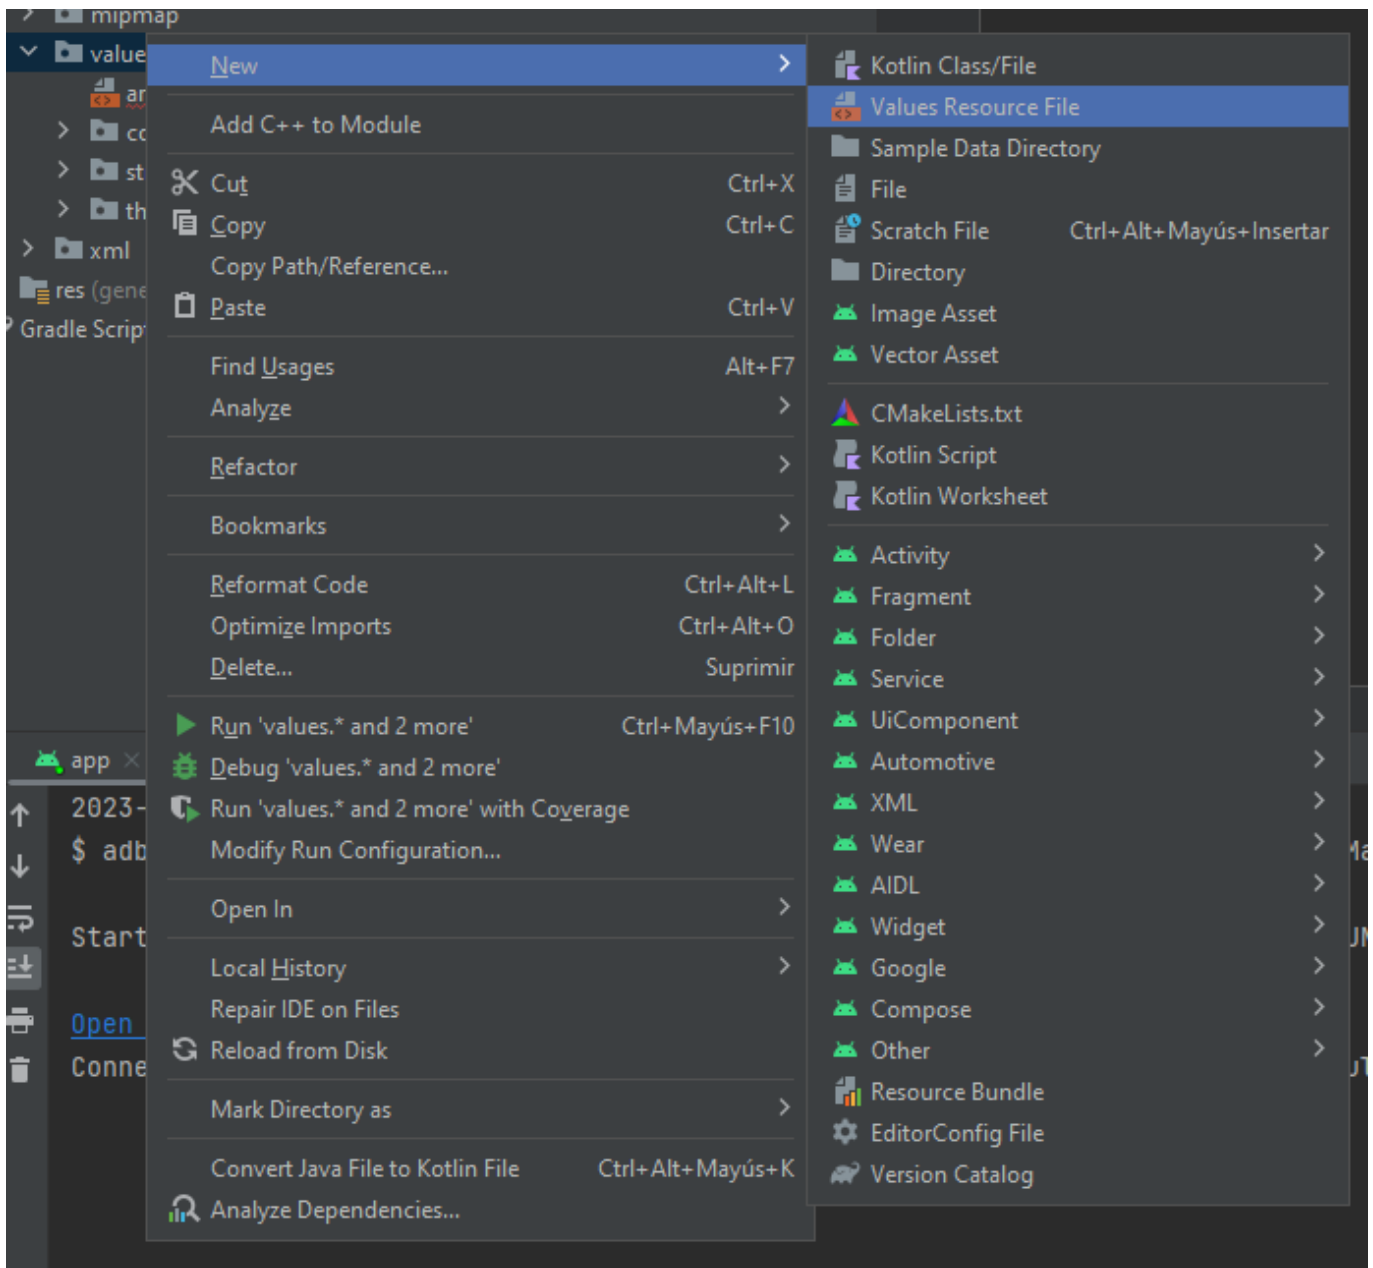 mipmap
value
ar
co
st
th
xml
res (gene
Gradle Scrip
New
Add C++ to Module
Cut Ctrl+X
Copy Ctrl+C
Copy Path/Reference...
Paste Ctrl+V
Find Usages Alt+F7
Analyze
Refactor
Bookmarks
Reformat Code Ctrl+Alt+L
Optimize Imports Ctrl+Alt+O
Delete... Suprimir
Run 'values.* and 2 more' Ctrl+Mayús+F10
Debug 'values.* and 2 more'
Run 'values.* and 2 more' with Coverage
Modify Run Configuration...
Open In
Local History
Repair IDE on Files
Reload from Disk
Mark Directory as
Convert Java File to Kotlin File Ctrl+Alt+Mayús+K
Analyze Dependencies...
Kotlin Class/File
Values Resource File
Sample Data Directory
File
Scratch File Ctrl+Alt+Mayús+Insertar
Directory
Image Asset
Vector Asset
CMakeLists.txt
Kotlin Script
Kotlin Worksheet
Activity
Fragment
Folder
Service
UiComponent
Automotive
XML
Wear
AIDL
Widget
Google
Compose
Other
Resource Bundle
EditorConfig File
Version Catalog
app
2023-
$ adb
Start
Open
Conne